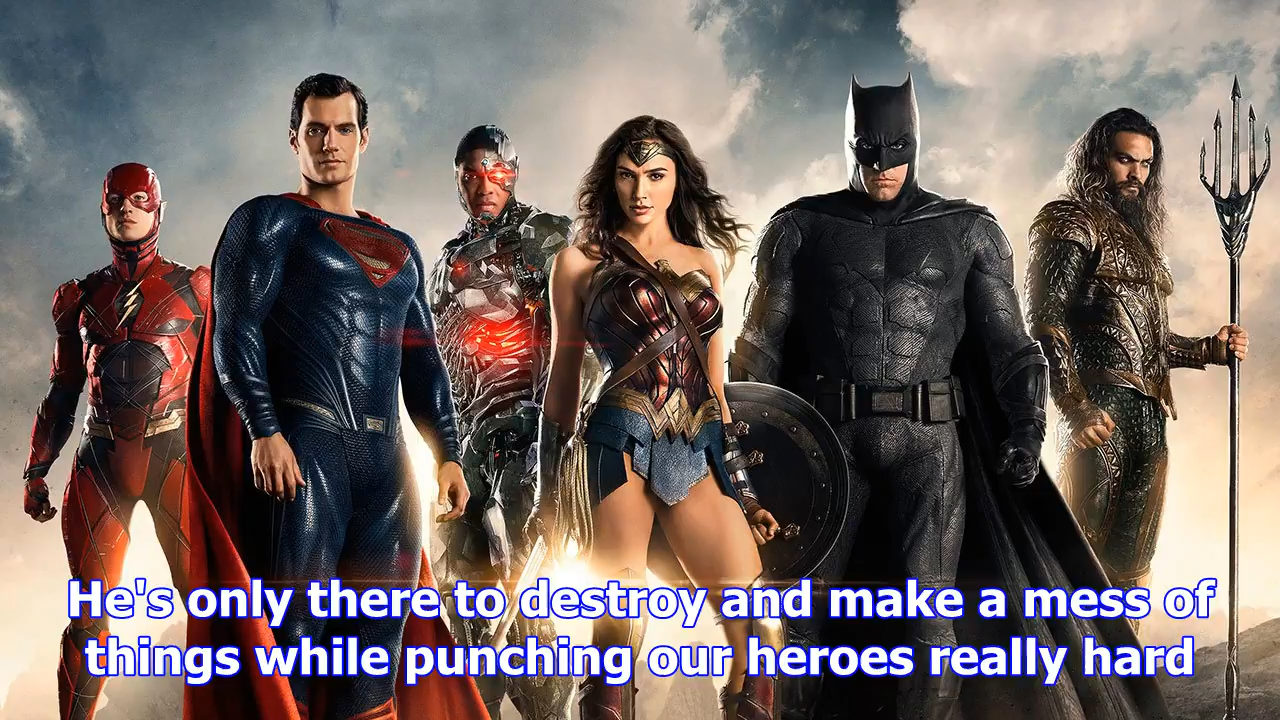 He's only there to destroy and make a mess of
things while punching our heroes really hard